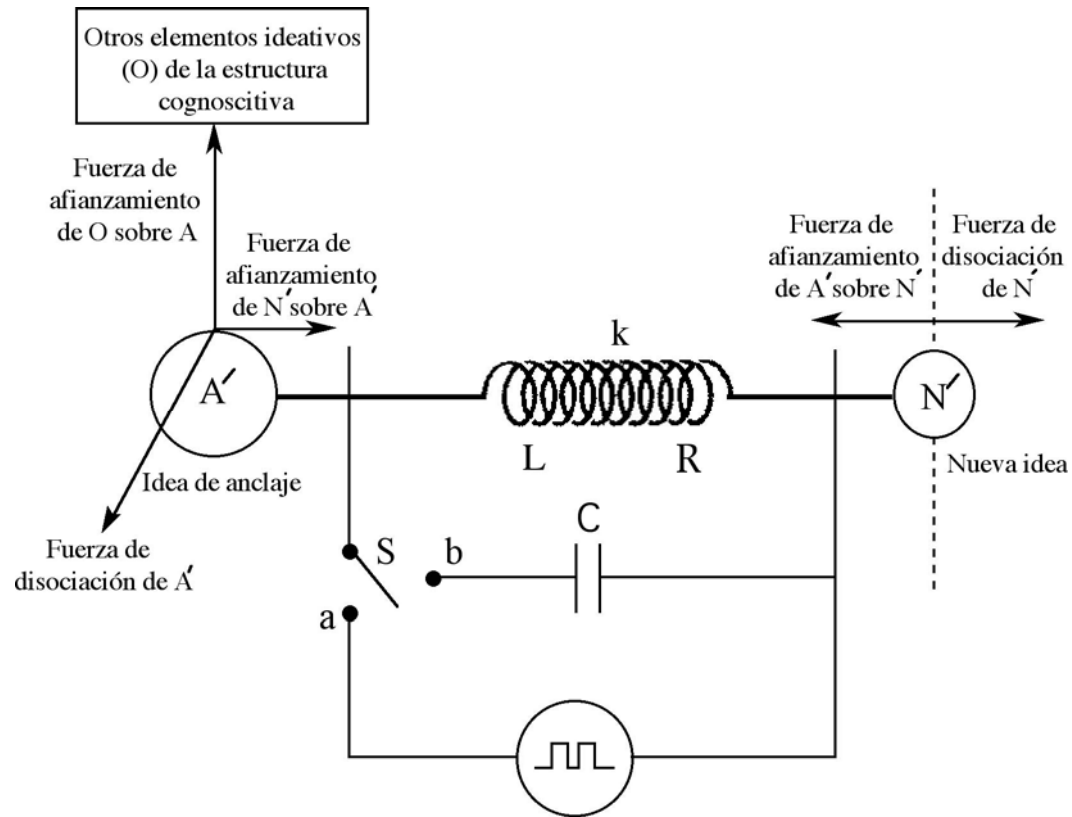 Otros elementos ideativos
(O) de la estructura
cognoscitiva
Fuerza de
afianzamiento
de O sobre A
Fuerza de
afianzamiento
de N′ sobre A′
Fuerza de
afianzamiento
de A′ sobre N′
Fuerza de
disociación
de N′
k
A′
N′
L
R
Idea de anclaje
Nueva idea
Fuerza de
disociación de A′
S
b
C
a